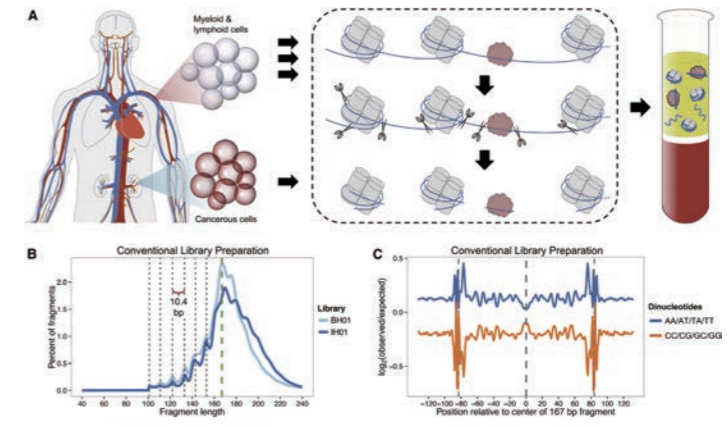 A
Myeloid &
lymphoid cells
Cancerous cells
B
Conventional Library Preparation
Percent of fragments
2.0
1.5
1.0
0.5
0.0
10.4
bp
40 60 80 100 120 140 160 180 200 220 240
Fragment length
Library
BH01
IH01
C
Conventional Library Preparation
log2(observed/expected)
0.5
0.0
−0.5
−120−100 −80 −60 −40 −20 0 20 40 60 80 100 120
Position relative to center of 167 bp fragment
Dinucleotides
AA/AT/TA/TT
CC/CG/GC/GG